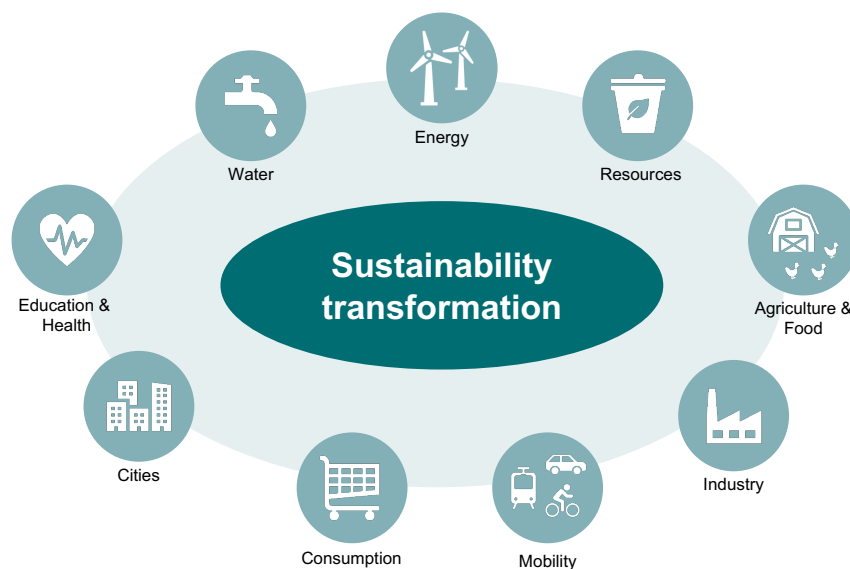 Energy
Water
Resources
Sustainability
transformation
Education &
Health
Agriculture &
Food
Cities
Industry
Consumption
Mobility